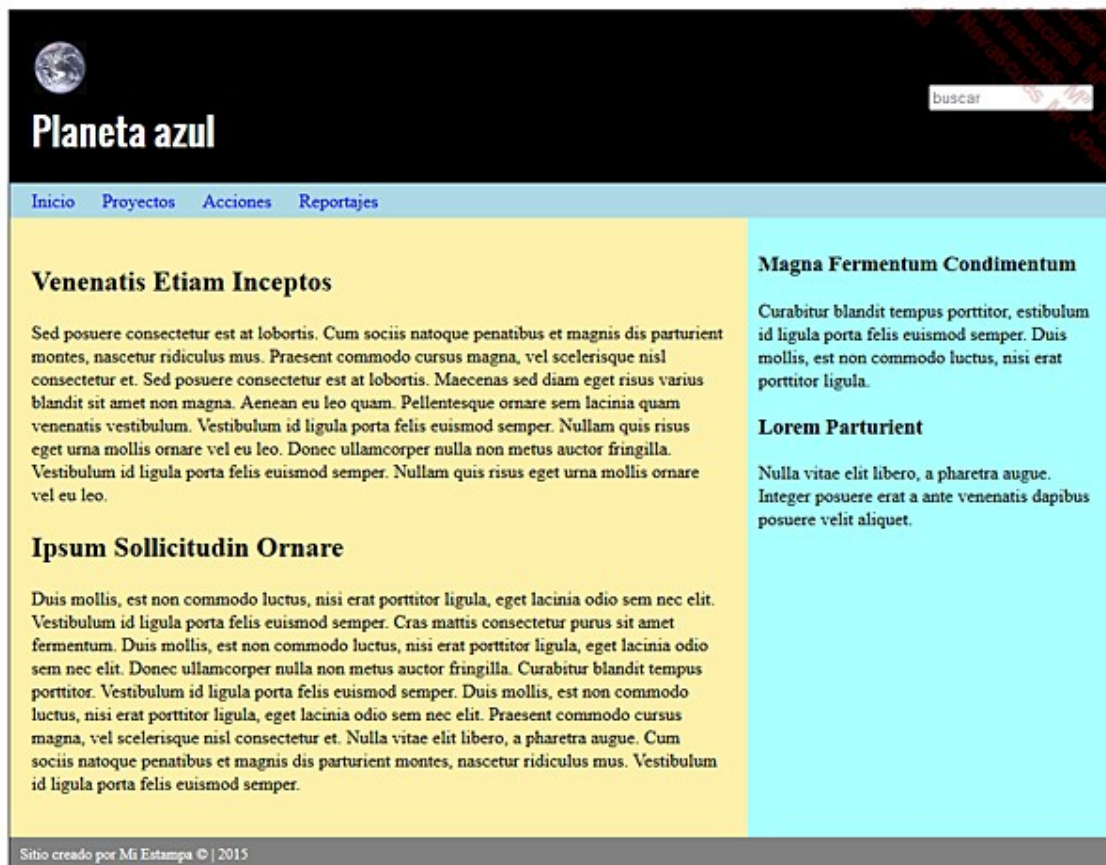 Planeta azul
buscar
Inicio Proyectos Acciones Reportajes
Venenatis Etiam Inceptos
Sed posuere consectetur est at lobortis. Cum sociis natoque penatibus et magnis dis parturient
montes, nascetur ridiculus mus. Praesent commodo cursus magna, vel scelerisque nisl
consectetur et. Sed posuere consectetur est at lobortis. Maecenas sed diam eget risus varius
blandit sit amet non magna. Aenean eu leo quam. Pellentesque ornare sem lacinia quam
venenatis vestibulum. Vestibulum id ligula porta felis euismod semper. Nullam quis risus
eget urna mollis ornare vel eu leo. Donec ullamcorper nulla non metus auctor fringilla.
Vestibulum id ligula porta felis euismod semper. Nullam quis risus eget urna mollis ornare
vel eu leo.
Ipsum Sollicitudin Ornare
Duis mollis, est non commodo luctus, nisi erat porttitor ligula, eget lacinia odio sem nec elit.
Vestibulum id ligula porta felis euismod semper. Cras mattis consectetur purus sit amet
fermentum. Duis mollis, est non commodo luctus, nisi erat porttitor ligula, eget lacinia odio
sem nec elit. Donec ullamcorper nulla non metus auctor fringilla. Curabitur blandit tempus
porttitor. Vestibulum id ligula porta felis euismod semper. Duis mollis, est non commodo
luctus, nisi erat porttitor ligula, eget lacinia odio sem nec elit. Praesent commodo cursus
magna, vel scelerisque nisl consectetur et. Nulla vitae elit libero, a pharetra augue. Cum
sociis natoque penatibus et magnis dis parturient montes, nascetur ridiculus mus. Vestibulum
id ligula porta felis euismod semper.
Magna Fermentum Condimentum
Curabitur blandit tempus porttitor, estibulum
id ligula porta felis euismod semper. Duis
mollis, est non commodo luctus, nisi erat
porttitor ligula.
Lorem Parturient
Nulla vitae elit libero, a pharetra augue.
Integer posuere erat a ante venenatis dapibus
posuere velit aliquet.
Sitio creado por Mi Estampa © | 2015